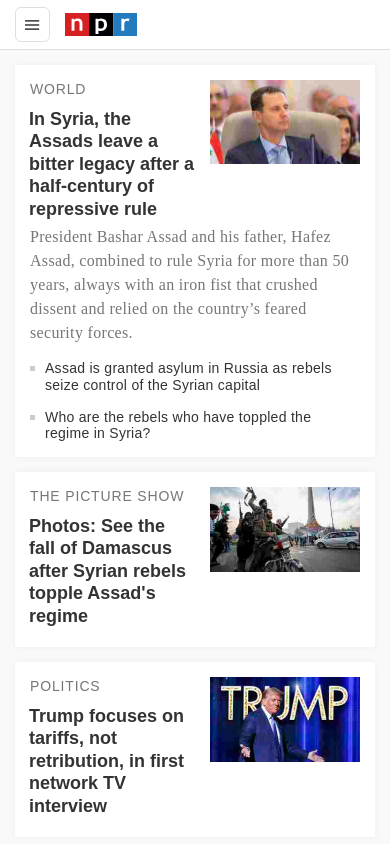 npr
WORLD
In Syria, the
Assads leave a
bitter legacy after a
half-century of
repressive rule
President Bashar Assad and his father, Hafez
Assad, combined to rule Syria for more than 50
years, always with an iron fist that crushed
dissent and relied on the country’s feared
security forces.
Assad is granted asylum in Russia as rebels
seize control of the Syrian capital
Who are the rebels who have toppled the
regime in Syria?
THE PICTURE SHOW
Photos: See the
fall of Damascus
after Syrian rebels
topple Assad's
regime
POLITICS
TRUMP
Trump focuses on
tariffs, not
retribution, in first
network TV
interview